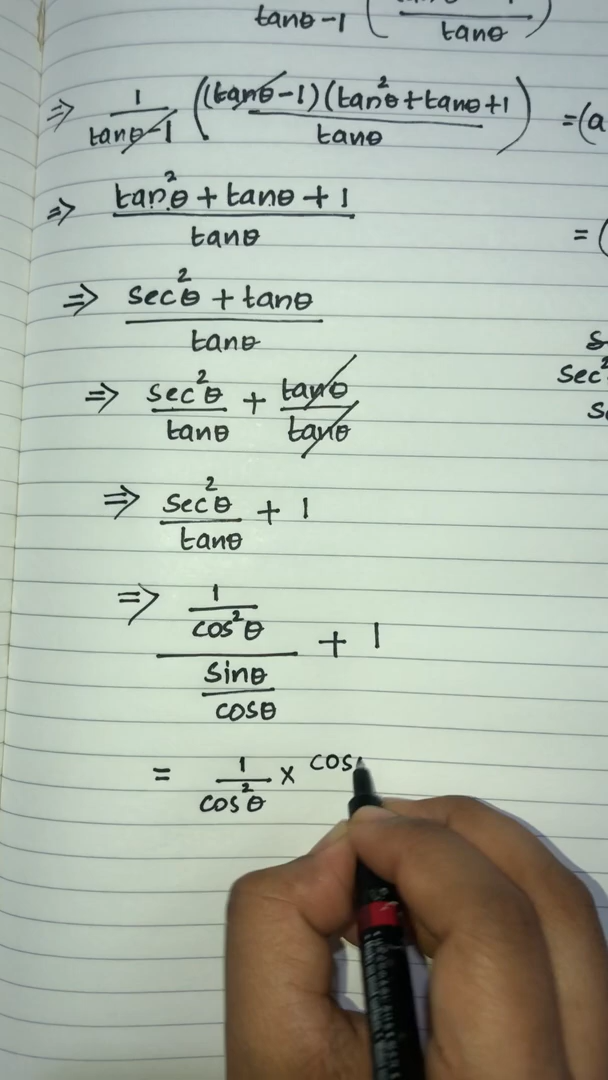 tanθ-1 ( / tanθ )
⇒ 1/(tanθ-1) ( (tanθ-1)(tan²θ+tanθ+1) / tanθ ) =(a
⇒ (tan²θ + tanθ + 1) / tanθ
= (
⇒ (sec²θ + tanθ) / tanθ
s
⇒ sec²θ/tanθ + tanθ/tanθ
sec²
s
⇒ sec²θ/tanθ + 1
⇒ (1/cos²θ) / (sinθ/cosθ) + 1
= 1/cos²θ × cos